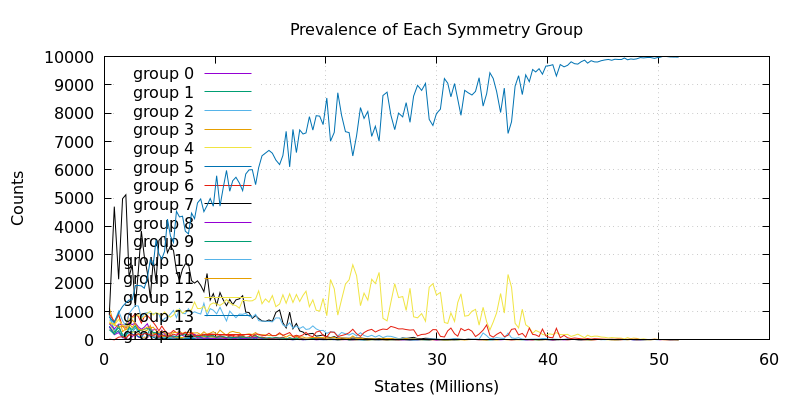 Prevalence of Each Symmetry Group
10000
9000
8000
7000
6000
5000
4000
3000
2000
1000
0
Counts
group 0
group 1
group 2
group 3
group 4
group 5
group 6
group 7
group 8
group 9
group 10
group 11
group 12
group 13
group 14
0 10 20 30 40 50 60
States (Millions)